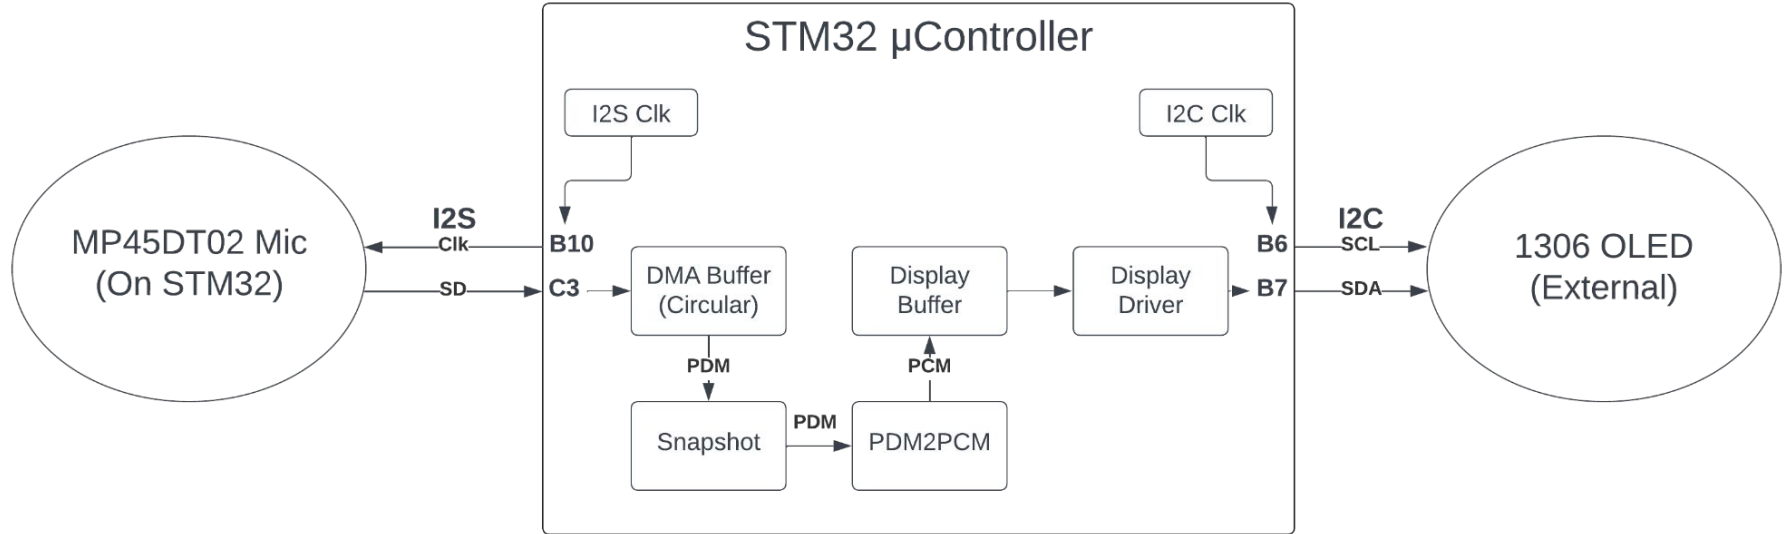 STM32 µController
I2S Clk
I2C Clk
MP45DT02 Mic
(On STM32)
I2S
Clk
SD
B10
C3
DMA Buffer
(Circular)
PDM
Snapshot
PDM
PDM2PCM
PCM
Display
Buffer
Display
Driver
B6
B7
I2C
SCL
SDA
1306 OLED
(External)